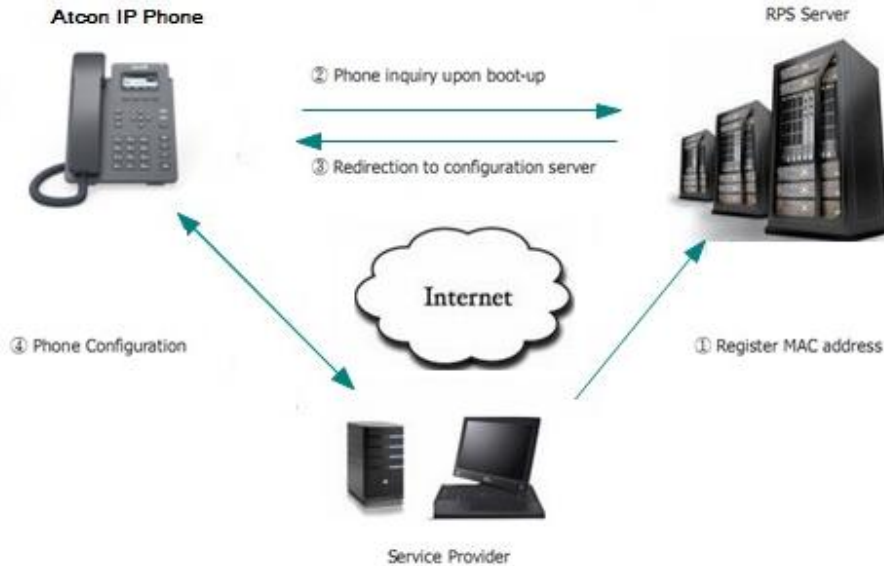 Atcon IP Phone
RPS Server
② Phone inquiry upon boot-up
③ Redirection to configuration server
Internet
④ Phone Configuration
① Register MAC address
Service Provider